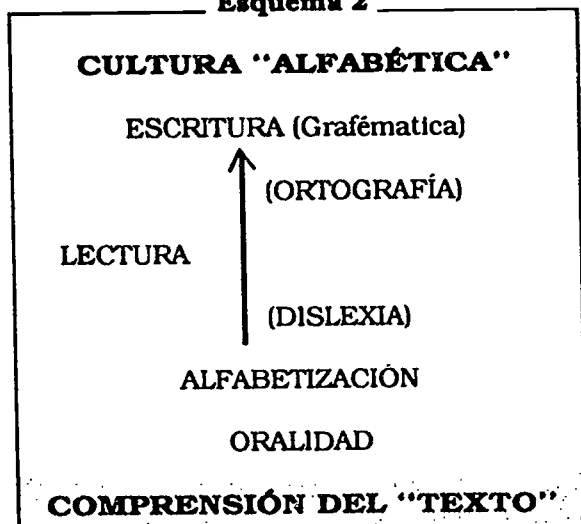 Esquema 2
CULTURA "ALFABÉTICA"
ESCRITURA (Grafématica)
(ORTOGRAFÍA)
LECTURA
(DISLEXIA)
ALFABETIZACIÓN
ORALIDAD
COMPRENSIÓN DEL "TEXTO"